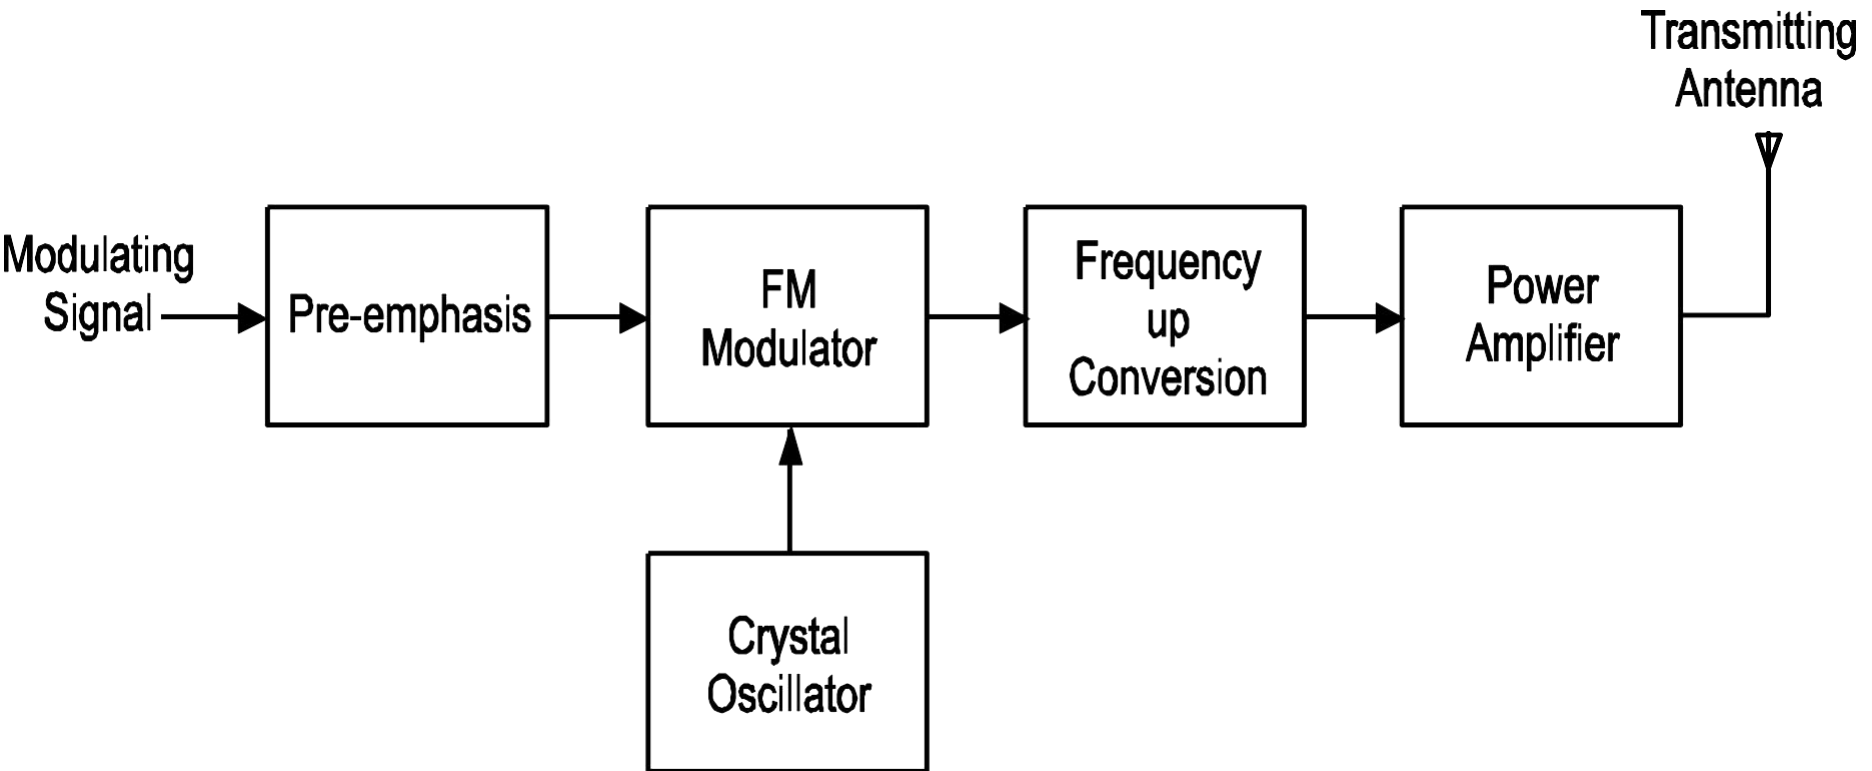 Transmitting
Antenna
Modulating
Signal
Pre-emphasis
FM
Modulator
Frequency
up
Conversion
Power
Amplifier
Crystal
Oscillator